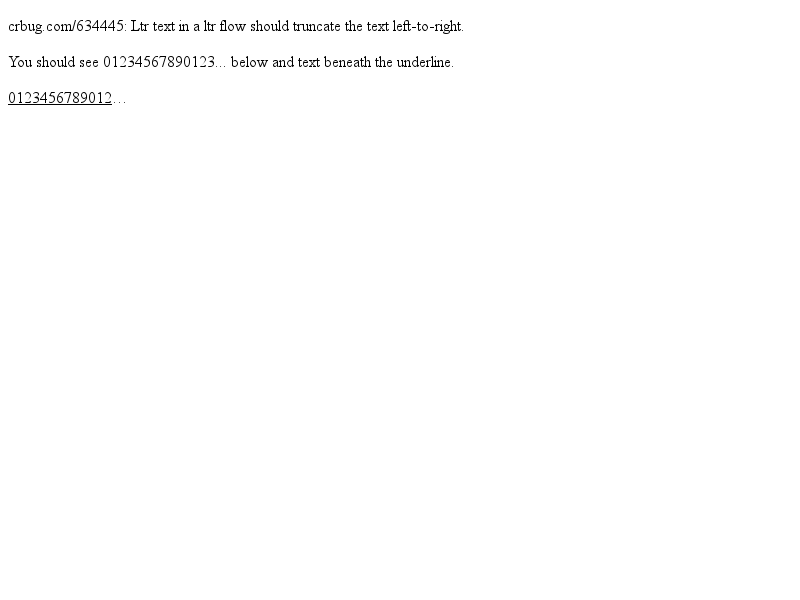 crbug.com/634445: Ltr text in a ltr flow should truncate the text left-to-right.
You should see 01234567890123... below and text beneath the underline.
0123456789012…